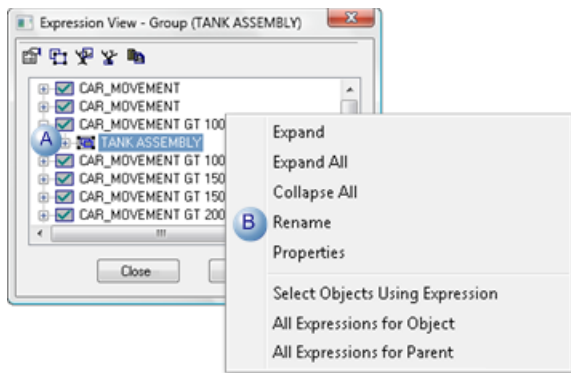 Expression View - Group (TANK ASSEMBLY)
CAR_MOVEMENT
CAR_MOVEMENT
CAR_MOVEMENT GT 100
A
TANK ASSEMBLY
CAR_MOVEMENT GT 100
CAR_MOVEMENT GT 150
CAR_MOVEMENT GT 150
CAR_MOVEMENT GT 200
Close
Expand
Expand All
Collapse All
B Rename
Properties
Select Objects Using Expression
All Expressions for Object
All Expressions for Parent